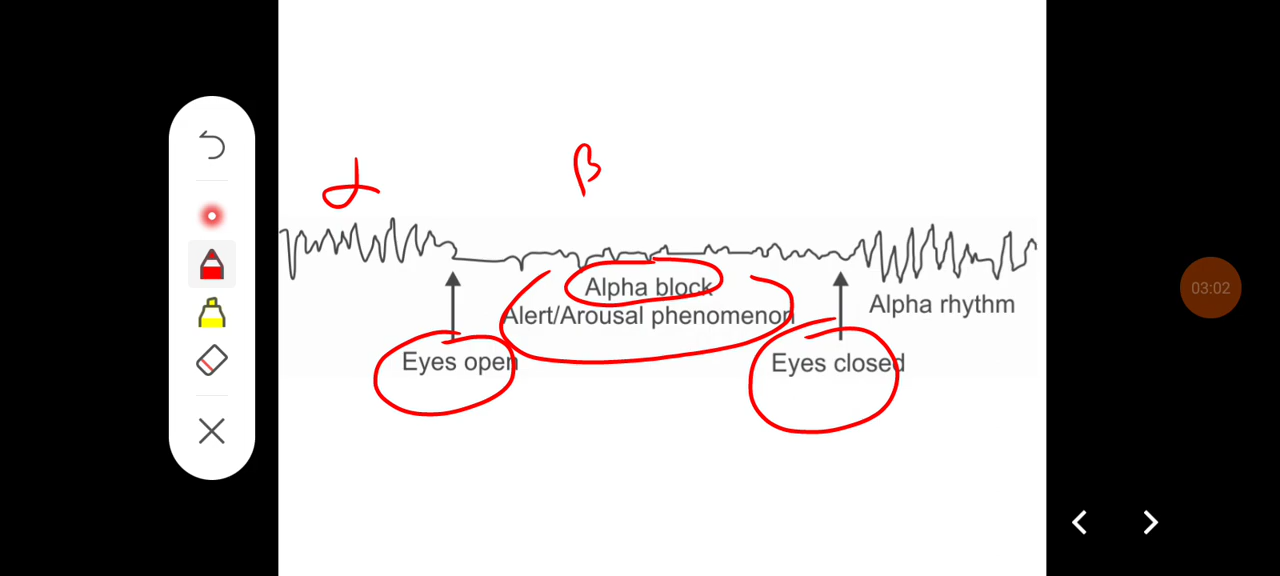 α
β
Alpha block
Alert/Arousal phenomenon
Alpha rhythm
Eyes open
Eyes closed
03:02